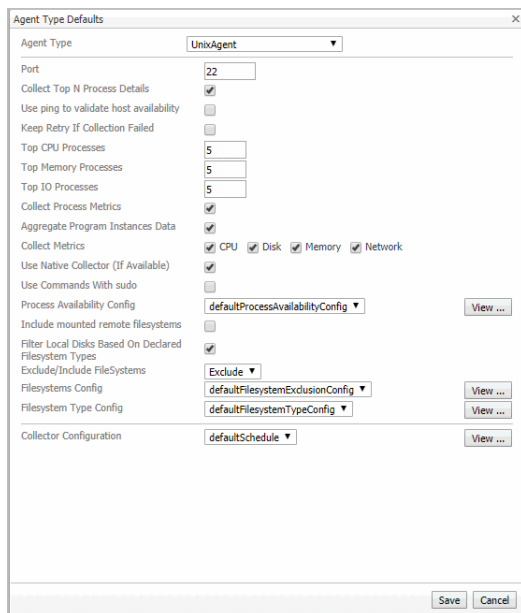 Agent Type Defaults
Agent Type UnixAgent
Port 22
Collect Top N Process Details
Use ping to validate host availability
Keep Retry If Collection Failed
Top CPU Processes 5
Top Memory Processes 5
Top IO Processes 5
Collect Process Metrics
Aggregate Program Instances Data
Collect Metrics CPU Disk Memory Network
Use Native Collector (If Available)
Use Commands With sudo
Process Availability Config defaultProcessAvailabilityConfig View ...
Include mounted remote filesystems
Filter Local Disks Based On Declared
Filesystem Types
Exclude/Include FileSystems Exclude
Filesystems Config defaultFilesystemExclusionConfig View ...
Filesystem Type Config defaultFilesystemTypeConfig View ...
Collector Configuration defaultSchedule View ...
Save Cancel